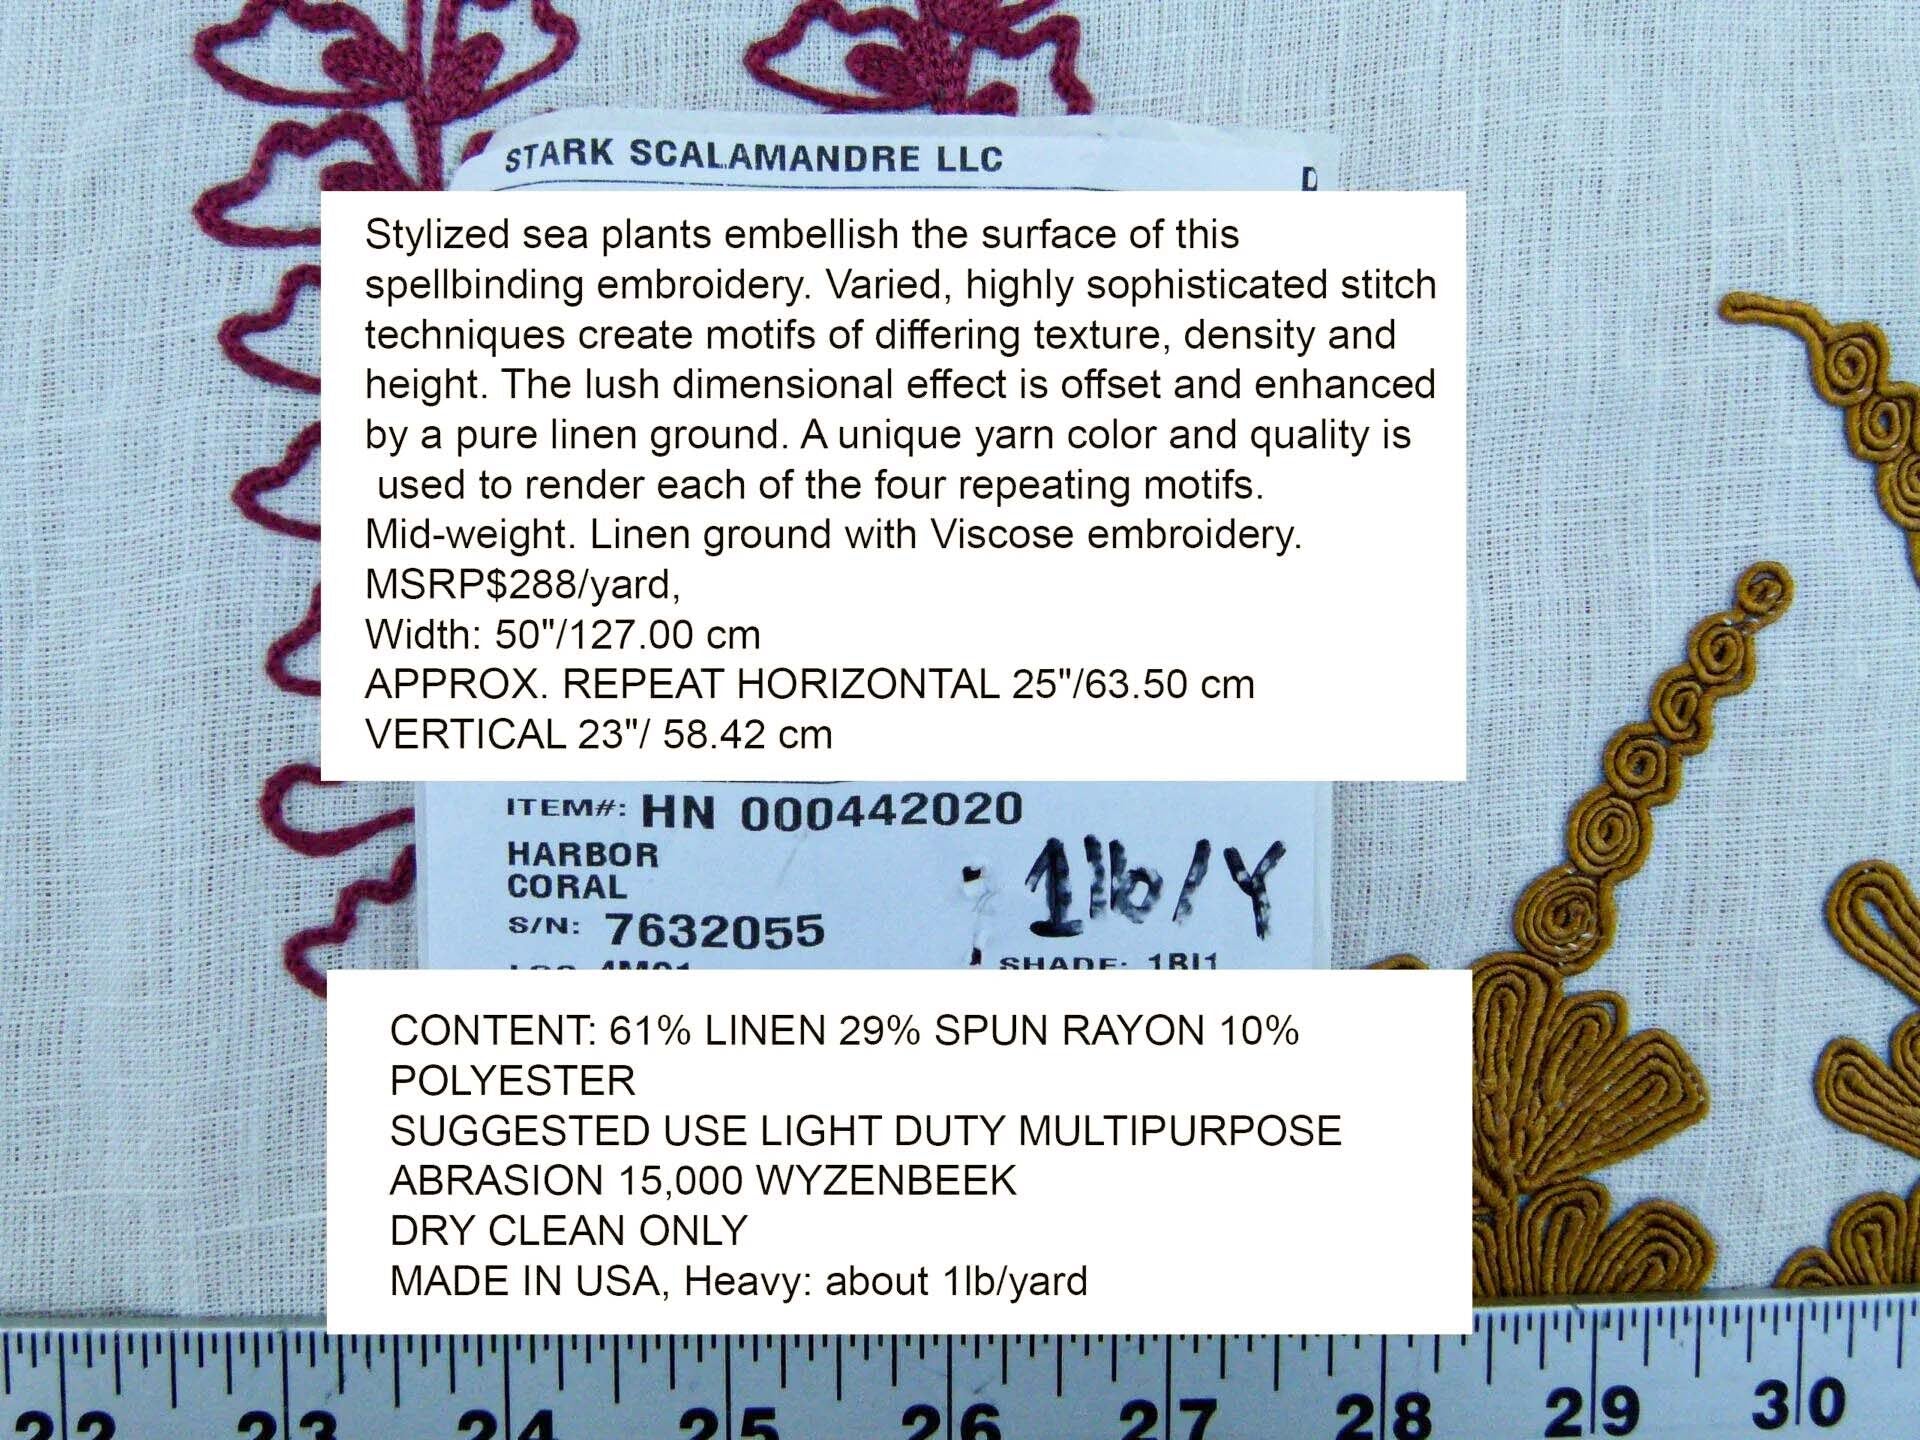 STARK SCALAMANDRE LLC
Stylized sea plants embellish the surface of this
spellbinding embroidery. Varied, highly sophisticated stitch
techniques create motifs of differing texture, density and
height. The lush dimensional effect is offset and enhanced
by a pure linen ground. A unique yarn color and quality is
used to render each of the four repeating motifs.
Mid-weight. Linen ground with Viscose embroidery.
MSRP$288/yard,
Width: 50"/127.00 cm
APPROX. REPEAT HORIZONTAL 25"/63.50 cm
VERTICAL 23"/ 58.42 cm
ITEM#: HN 000442020
HARBOR
CORAL
1lb/Y
S/N: 7632055
SHADE:
CONTENT: 61% LINEN 29% SPUN RAYON 10%
POLYESTER
SUGGESTED USE LIGHT DUTY MULTIPURPOSE
ABRASION 15,000 WYZENBEEK
DRY CLEAN ONLY
MADE IN USA, Heavy: about 1lb/yard
22 23 24 25 26 27 28 29 30